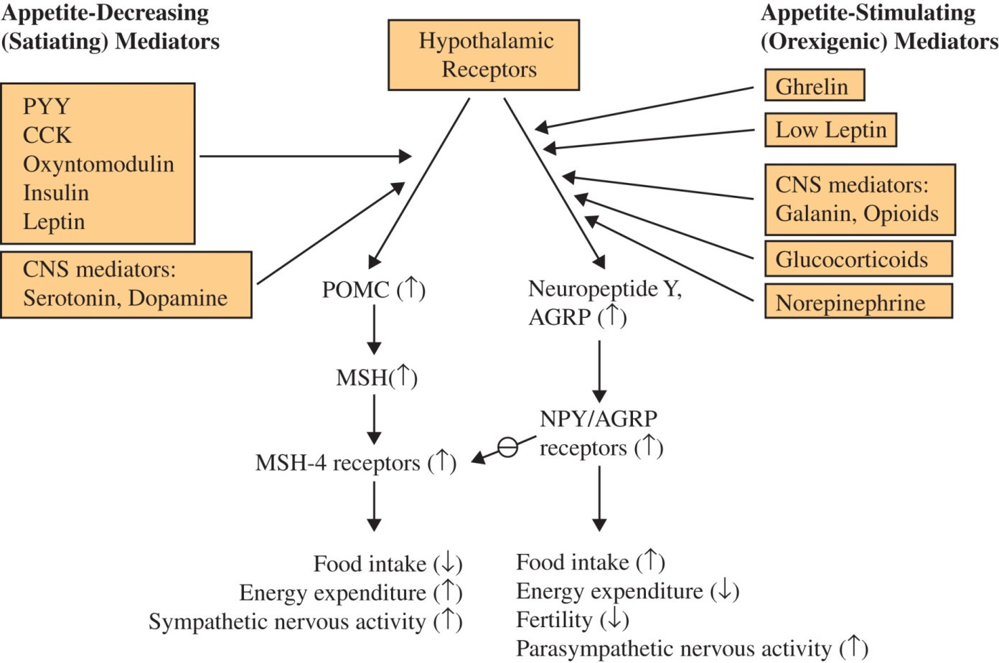 Appetite-Decreasing
(Satiating) Mediators
Hypothalamic
Receptors
Appetite-Stimulating
(Orexigenic) Mediators
PYY
CCK
Oxyntomodulin
Insulin
Leptin
CNS mediators:
Serotonin, Dopamine
Ghrelin
Low Leptin
CNS mediators:
Galanin, Opioids
Glucocorticoids
Norepinephrine
POMC (↑)
MSH(↑)
MSH-4 receptors (↑)
Food intake (↓)
Energy expenditure (↑)
Sympathetic nervous activity (↑)
Neuropeptide Y,
AGRP (↑)
NPY/AGRP
receptors (↑)
Food intake (↑)
Energy expenditure (↓)
Fertility (↓)
Parasympathetic nervous activity (↑)